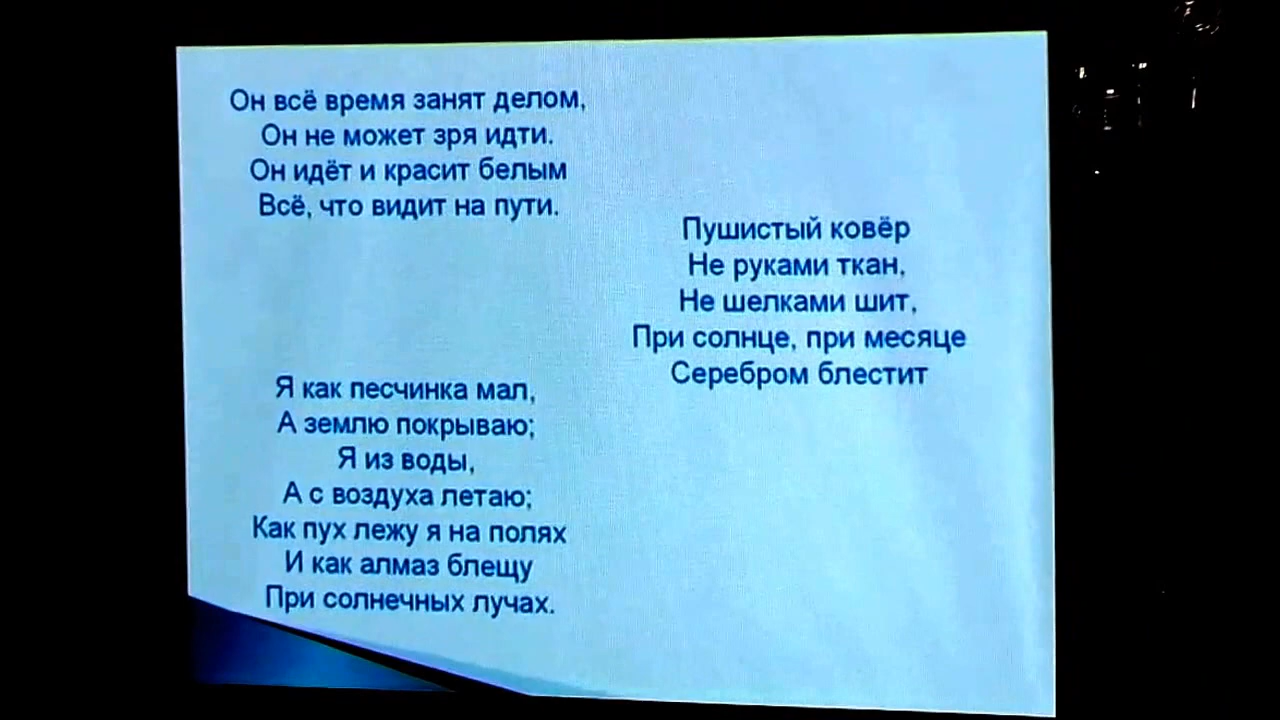 Он всё время занят делом,
Он не может зря идти.
Он идёт и красит белым
Всё, что видит на пути.
Пушистый ковёр
Не руками ткан,
Не шелками шит,
При солнце, при месяце
Серебром блестит
Я как песчинка мал,
А землю покрываю;
Я из воды,
А с воздуха летаю;
Как пух лежу я на полях
И как алмаз блещу
При солнечных лучах.